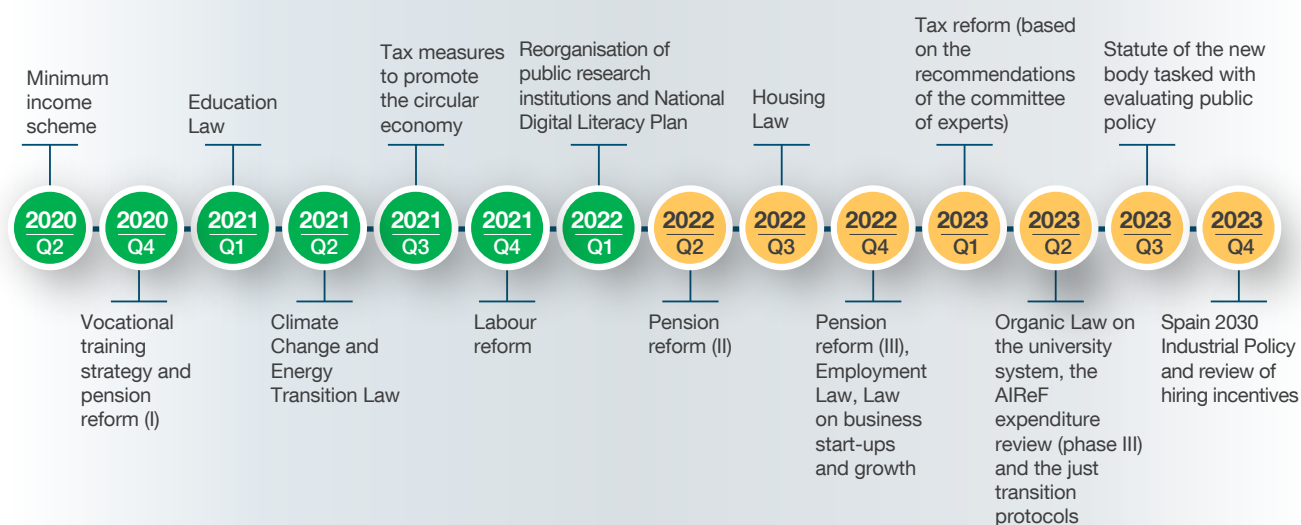 Minimum
income
scheme
Education
Law
Tax measures
to promote
the circular
economy
Reorganisation of
public research
institutions and National
Digital Literacy Plan
Housing
Law
Tax reform (based
on the
recommendations
of the committee
of experts)
Statute of the new
body tasked with
evaluating public
policy
2020
Q2
2020
Q4
2021
Q1
2021
Q2
2021
Q3
2021
Q4
2022
Q1
2022
Q2
2022
Q3
2022
Q4
2023
Q1
2023
Q2
2023
Q3
2023
Q4
Vocational
training
strategy and
pension
reform (I)
Climate
Change and
Energy
Transition Law
Labour
reform
Pension
reform (II)
Pension
reform (III),
Employment
Law, Law
on business
start-ups
and growth
Organic Law on
the university
system, the
AIReF
expenditure
review (phase III)
and the just
transition
protocols
Spain 2030
Industrial Policy
and review of
hiring incentives